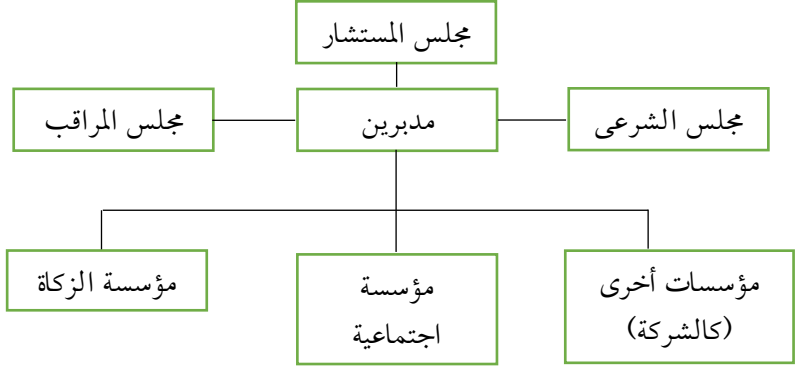 مجلس المستشار
مجلس الشرعى
مدبرين
مجلس المراقب
مؤسسات أخرى
(كالشركة)
مؤسسة
اجتماعية
مؤسسة الزكاة